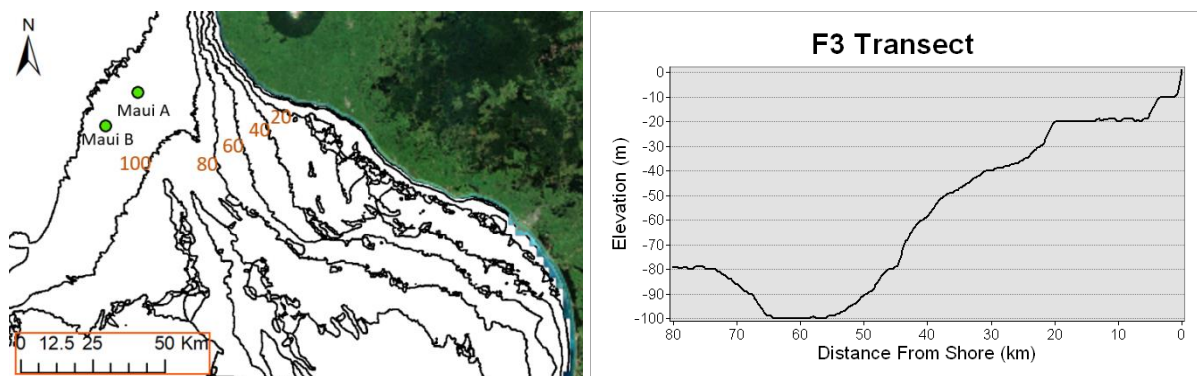 N
Maui A
Maui B
100
80
60
40
20
0 12.5 25 50 Km
F3 Transect
Elevation (m)
0
-10
-20
-30
-40
-50
-60
-70
-80
-90
-100
80 70 60 50 40 30 20 10 0
Distance From Shore (km)